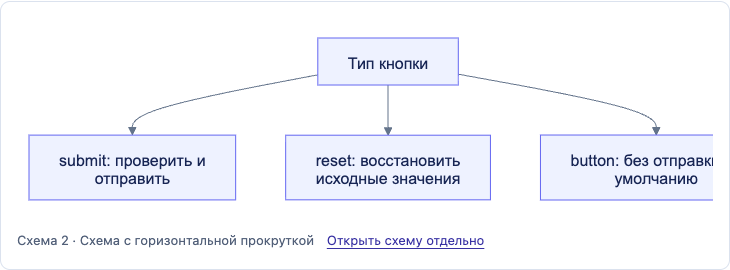 Тип кнопки
submit: проверить и
отправить
reset: восстановить
исходные значения
button: без отправки
умолчанию
Схема 2 · Схема с горизонтальной прокруткой Открыть схему отдельно